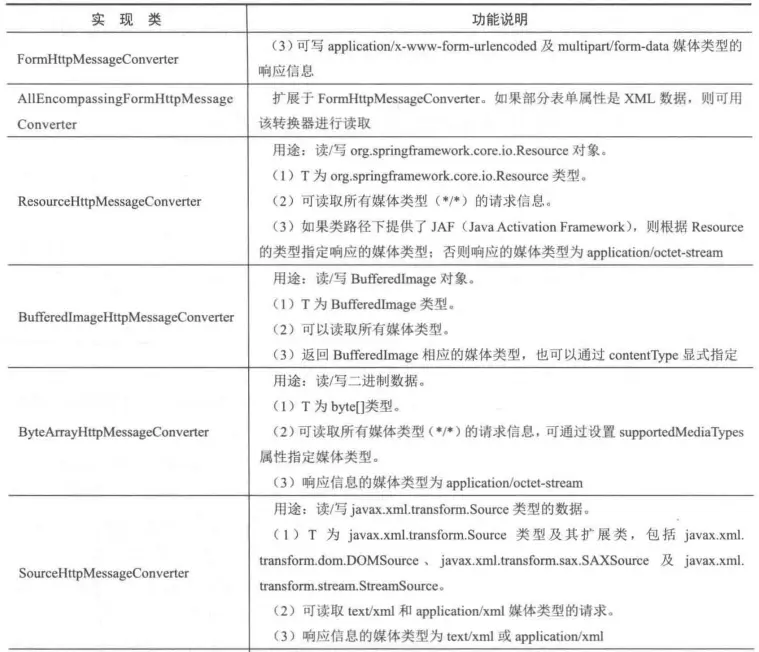 实 现 类 功能说明
FormHttpMessageConverter
（3）可写 application/x-www-form-urlencoded 及 multipart/form-data 媒体类型的
响应信息
AllEncompassingFormHttpMessage
Converter
扩展于 FormHttpMessageConverter。如果部分表单属性是 XML 数据，则可用
该转换器进行读取
ResourceHttpMessageConverter
用途：读/写 org.springframework.core.io.Resource 对象。
（1）T 为 org.springframework.core.io.Resource 类型。
（2）可读取所有媒体类型（*/*）的请求信息。
（3）如果类路径下提供了 JAF（Java Activation Framework），则根据 Resource
的类型指定响应的媒体类型；否则响应的媒体类型为 application/octet-stream
BufferedImageHttpMessageConverter
用途：读/写 BufferedImage 对象。
（1）T 为 BufferedImage 类型。
（2）可以读取所有媒体类型。
（3）返回 BufferedImage 相应的媒体类型，也可以通过 contentType 显式指定
ByteArrayHttpMessageConverter
用途：读/写二进制数据。
（1）T 为 byte[]类型。
（2）可读取所有媒体类型（*/*）的请求信息，可通过设置 supportedMediaTypes
属性指定媒体类型。
（3）响应信息的媒体类型为 application/octet-stream
SourceHttpMessageConverter
用途：读/写 javax.xml.transform.Source 类型的数据。
（1）T 为 javax.xml.transform.Source 类型及其扩展类，包括 javax.xml.
transform.dom.DOMSource 、 javax.xml.transform.sax.SAXSource 及 javax.xml.
transform.stream.StreamSource。
（2）可读取 text/xml 和 application/xml 媒体类型的请求。
（3）响应信息的媒体类型为 text/xml 或 application/xml